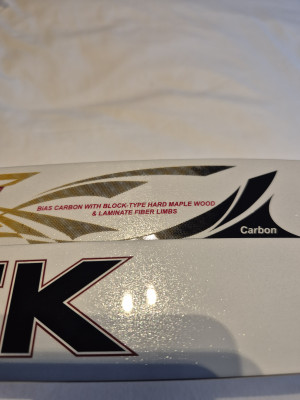 BIAS CARBON WITH BLOCK-TYPE HARD MAPLE WOOD
& LAMINATE FIBER LIMBS
Carbon
K